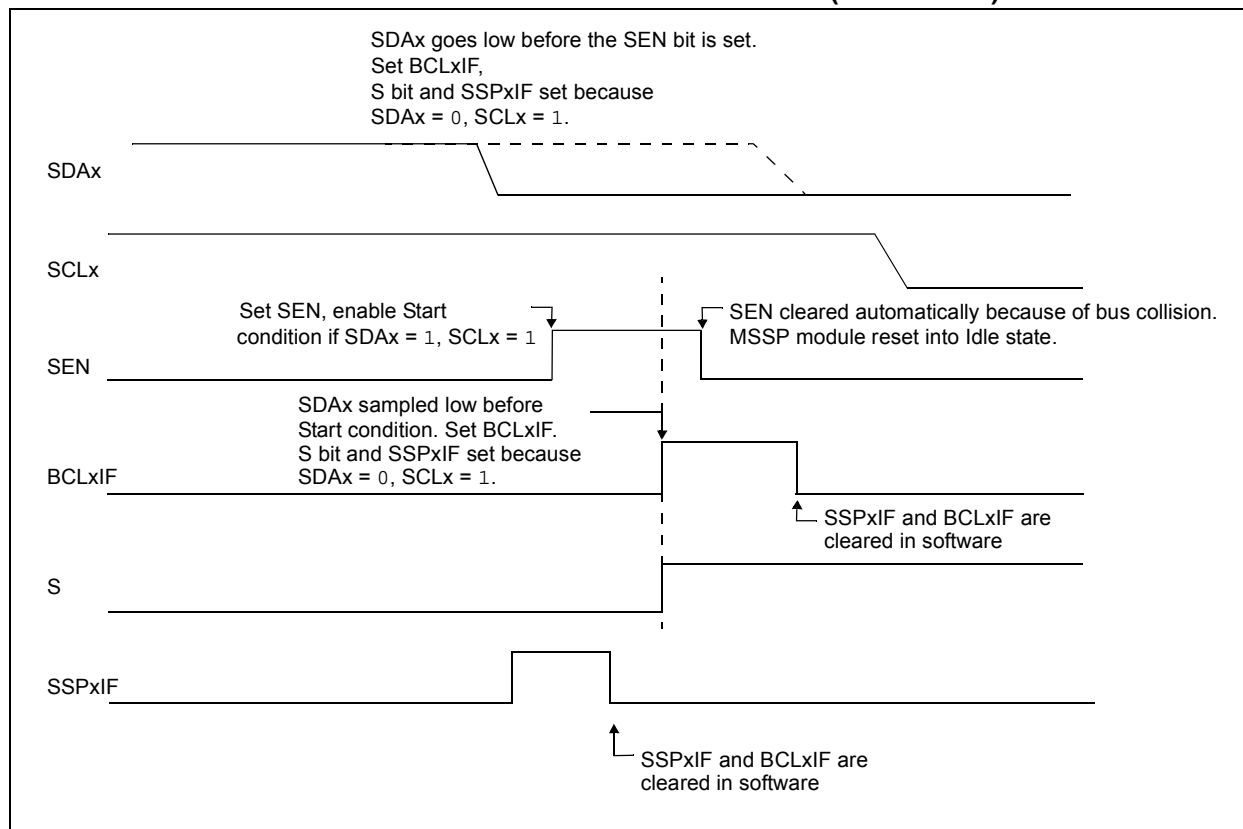 SDAx goes low before the SEN bit is set.
Set BCLxIF,
S bit and SSPxIF set because
SDAx = 0, SCLx = 1.
SDAx
SCLx
Set SEN, enable Start
condition if SDAx = 1, SCLx = 1
SEN cleared automatically because of bus collision.
MSSP module reset into Idle state.
SEN
SDAx sampled low before
Start condition. Set BCLxIF.
S bit and SSPxIF set because
SDAx = 0, SCLx = 1.
BCLxIF
SSPxIF and BCLxIF are
cleared in software
S
SSPxIF
SSPxIF and BCLxIF are
cleared in software